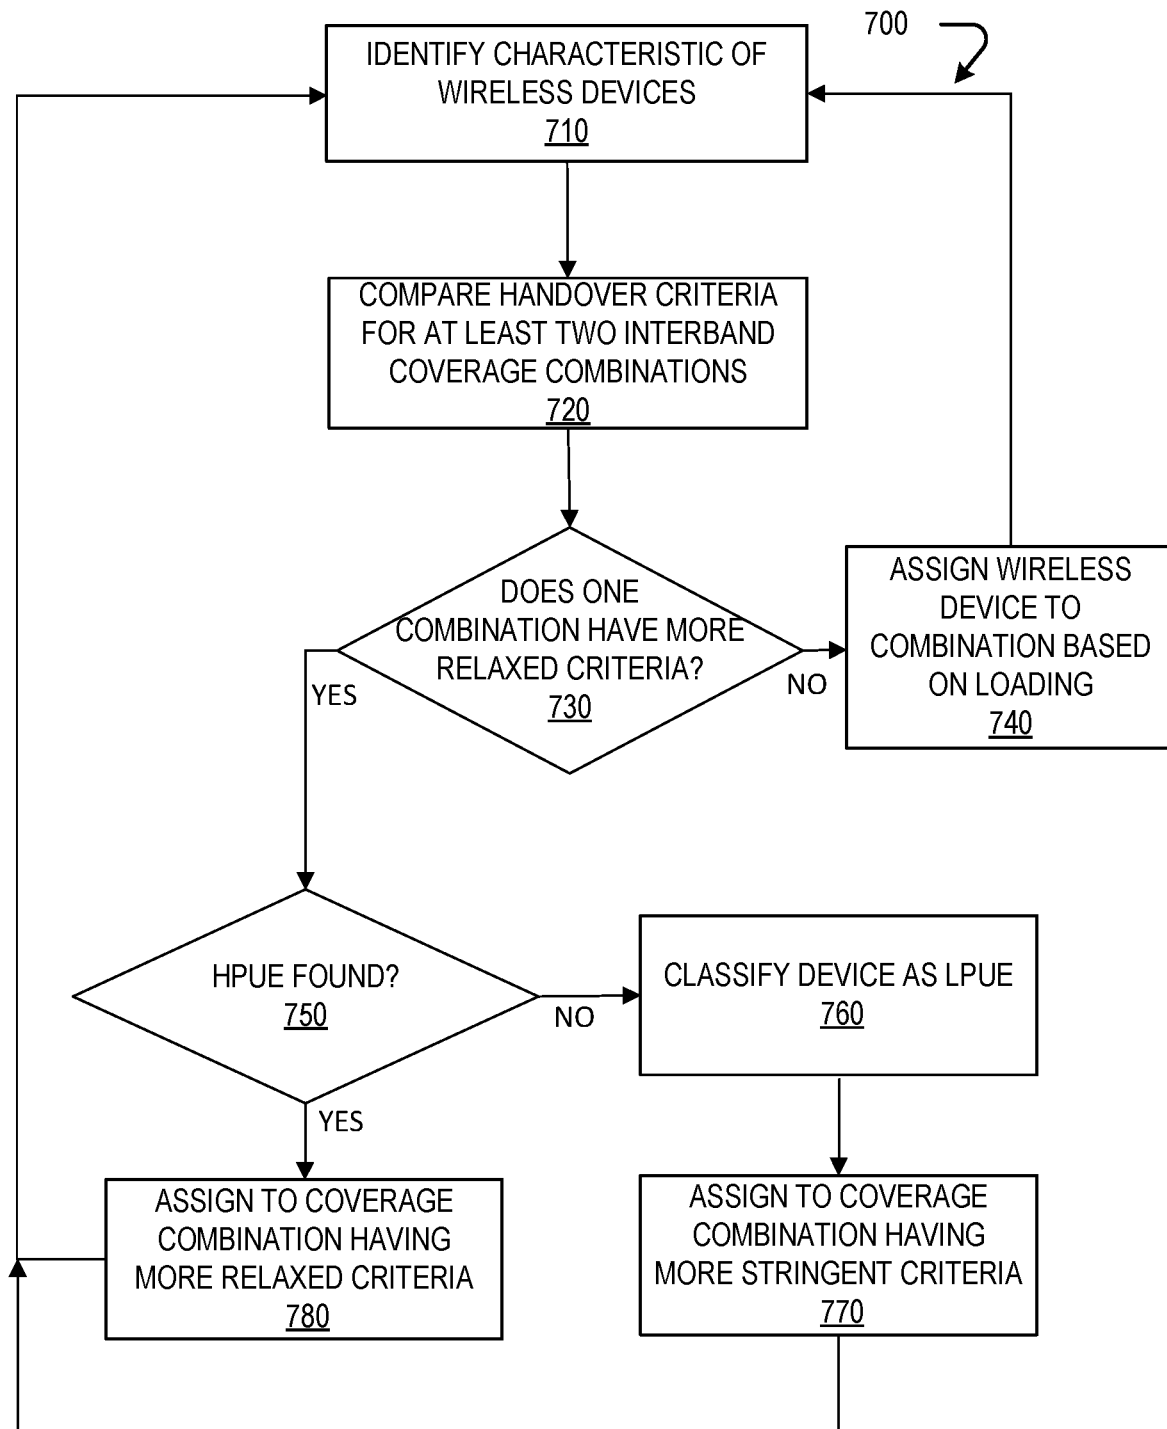 700
IDENTIFY CHARACTERISTIC OF
WIRELESS DEVICES
710
COMPARE HANDOVER CRITERIA
FOR AT LEAST TWO INTERBAND
COVERAGE COMBINATIONS
720
DOES ONE
COMBINATION HAVE MORE
RELAXED CRITERIA?
730
YES
NO
ASSIGN WIRELESS
DEVICE TO
COMBINATION BASED
ON LOADING
740
HPUE FOUND?
750
NO
YES
CLASSIFY DEVICE AS LPUE
760
ASSIGN TO COVERAGE
COMBINATION HAVING
MORE RELAXED CRITERIA
780
ASSIGN TO COVERAGE
COMBINATION HAVING
MORE STRINGENT CRITERIA
770